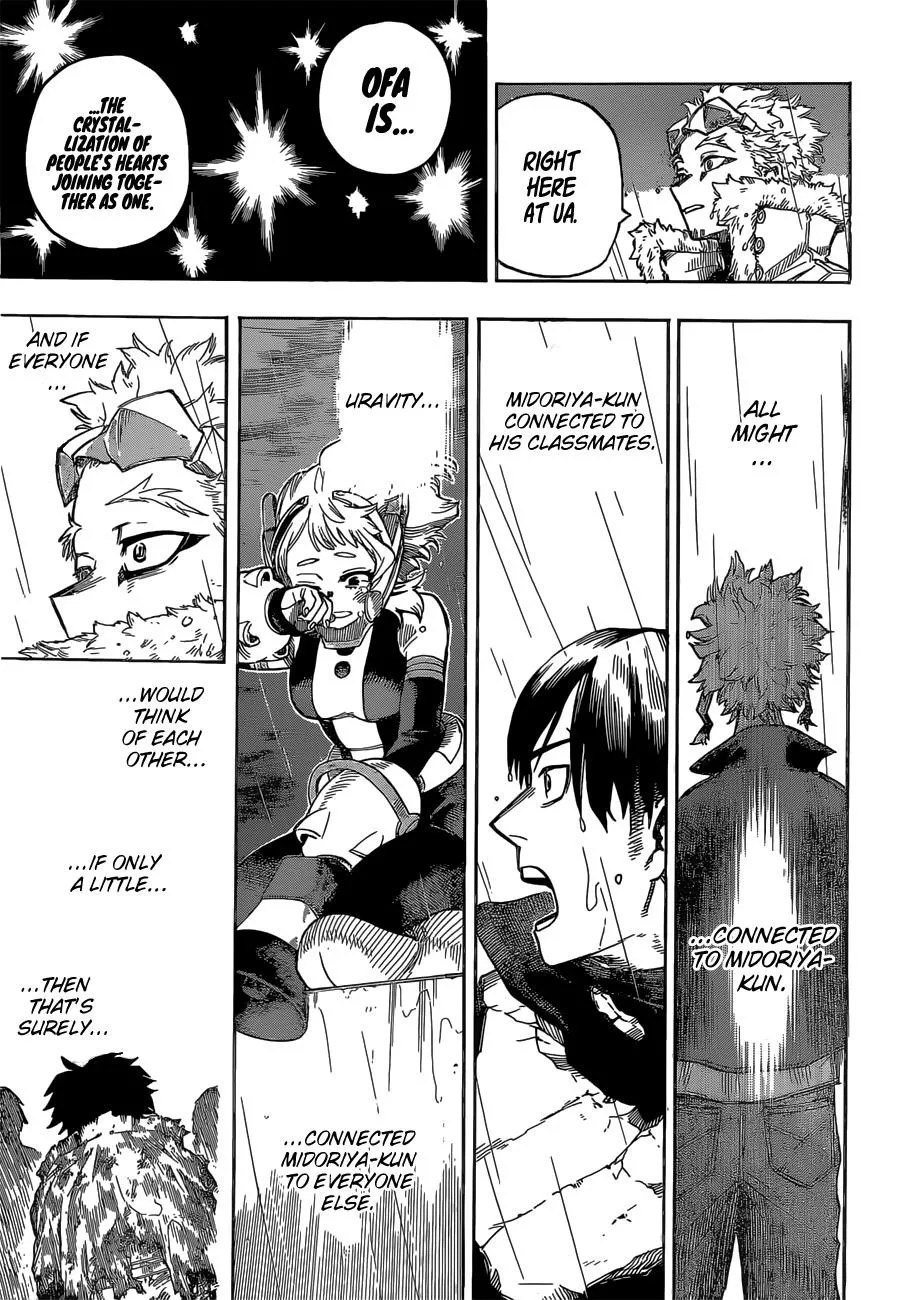 RIGHT
HERE
AT UA.
OFA
IS...
...THE
CRYSTAL-
LIZATION OF
PEOPLE'S HEARTS
JOINING TOGE-
THER AS ONE.
ALL
MIGHT
...
...CONNECTED
TO MIDORIYA-
KUN.
MIDORIYA-KUN
CONNECTED TO
HIS CLASSMATES.
URAVITY...
...CONNECTED
MIDORIYA-KUN
TO EVERYONE
ELSE.
AND IF
EVERYONE
...
...WOULD
THINK
OF EACH
OTHER...
...IF ONLY
A LITTLE...
...THEN
THAT'S
SURELY...